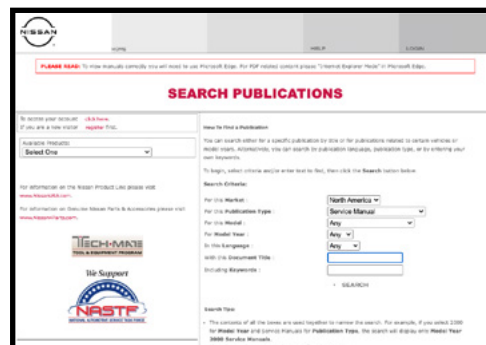 NISSAN
HOME HELP LOGIN
PLEASE READ: To view manuals correctly you will need to use Microsoft Edge. For PDF related content please "Internet Explorer Mode" in Microsoft Edge.
SEARCH PUBLICATIONS
To access your account click here.
If you are a new visitor register first.
Available Products:
Select One
For information on the Nissan Product Line please visit
www.NissanUSA.com.
For information on Genuine Nissan Parts & Accessories please visit
www.NissanParts.com.
TECH-MATE
TOOL & EQUIPMENT PROGRAM
We Support
NASTF
NATIONAL AUTOMOTIVE SERVICE TASK FORCE
How To Find a Publication
You can search either for a specific publication by title or for publications related to certain vehicles or
model years. Alternatively, you can search by publication language, publication type, or by entering your
own keywords.
To begin, select criteria and/or enter text to find, then click the Search button below.
Search Criteria:
For this Market : North America
For this Publication Type : Service Manual
For this Model : Any
For Model Year : Any
In this Language : Any
With this Document Title :
Including Keywords :
SEARCH
Search Tips
• The contents of all the boxes are used together to narrow the search. For example, if you select 2000
for Model Year and Service Manuals for Publication Type, the search will display only Model Year
2000 Service Manuals.